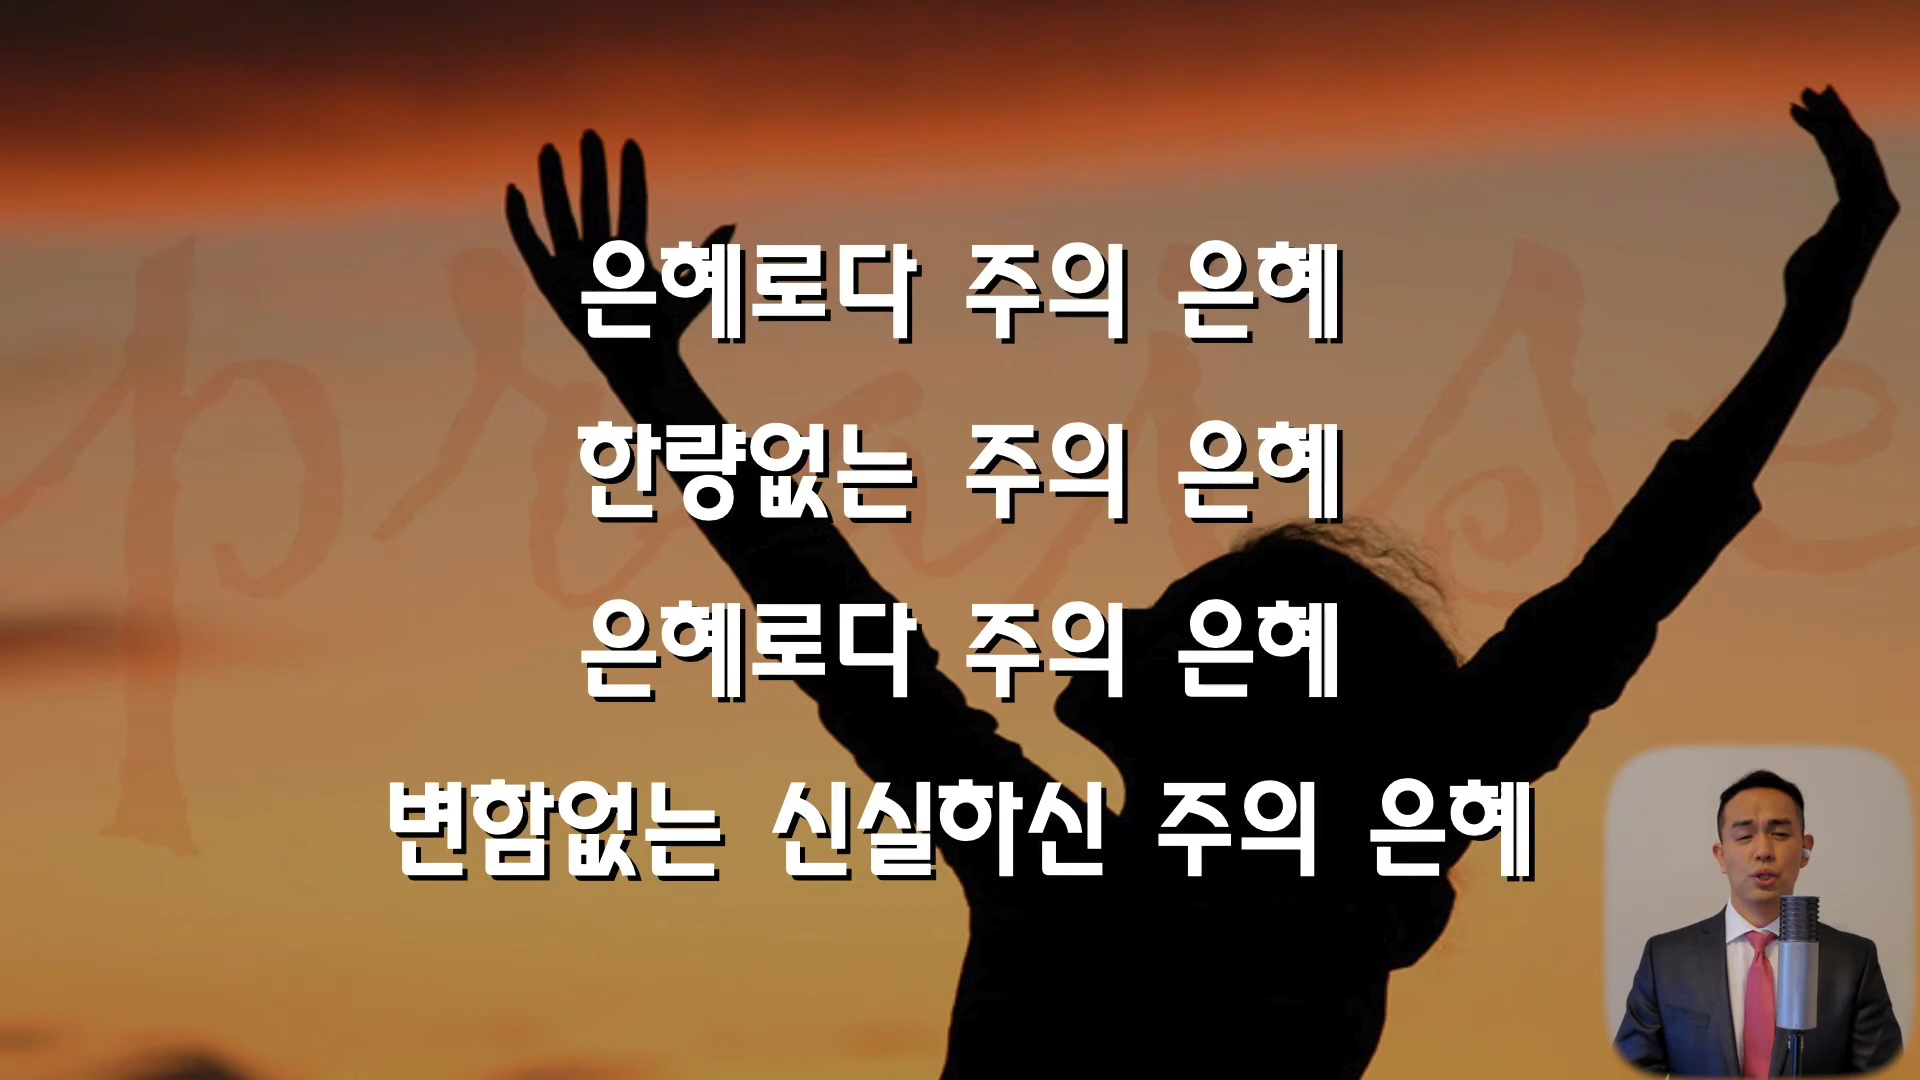 praise
은혜로다 주의 은혜
한량없는 주의 은혜
은혜로다 주의 은혜
변함없는 신실하신 주의 은혜